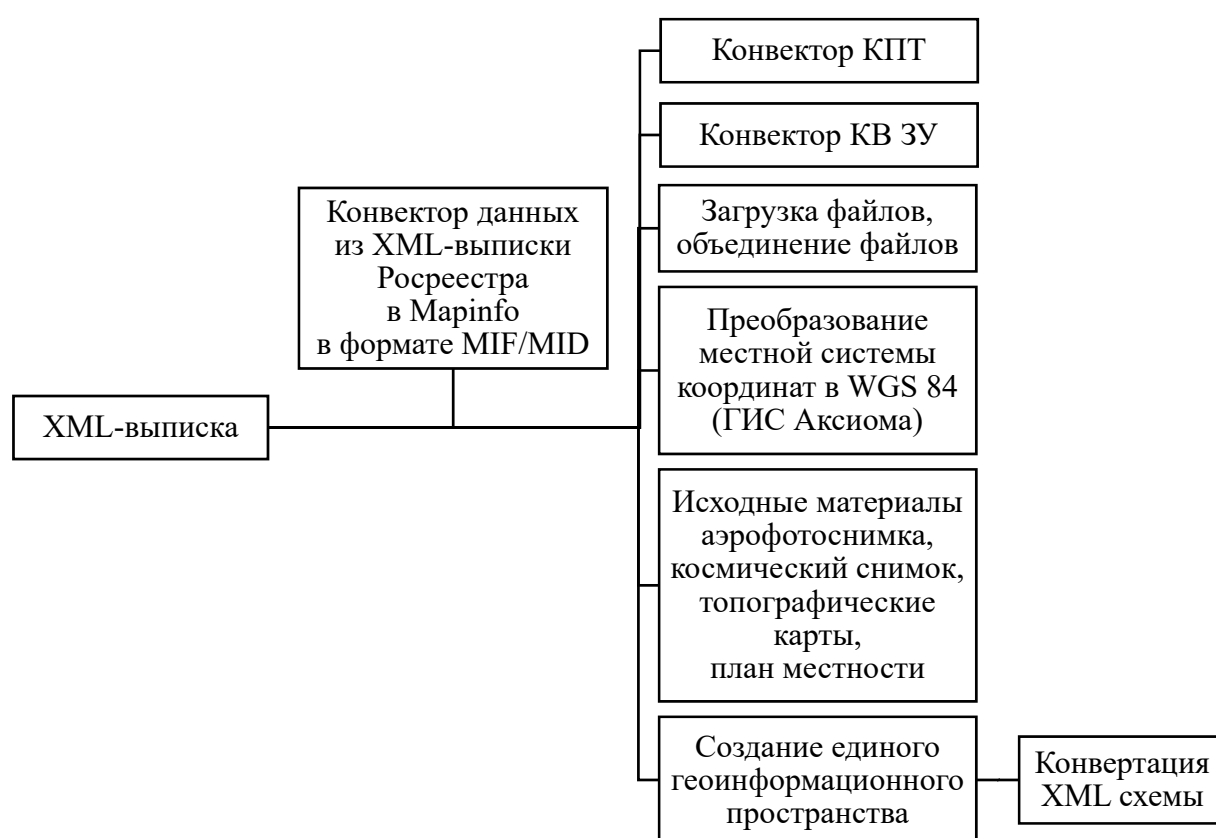 Конвектор КПТ
Конвектор КВ ЗУ
Загрузка файлов,
объединение файлов
Конвектор данных
из XML-выписки
Росреестра
в Mapinfo
в формате MIF/MID
Преобразование
местной системы
координат в WGS 84
(ГИС Аксиома)
XML-выписка
Исходные материалы
аэрофотоснимка,
космический снимок,
топографические
карты,
план местности
Создание единого
геоинформационного
пространства
Конвертация
XML схемы